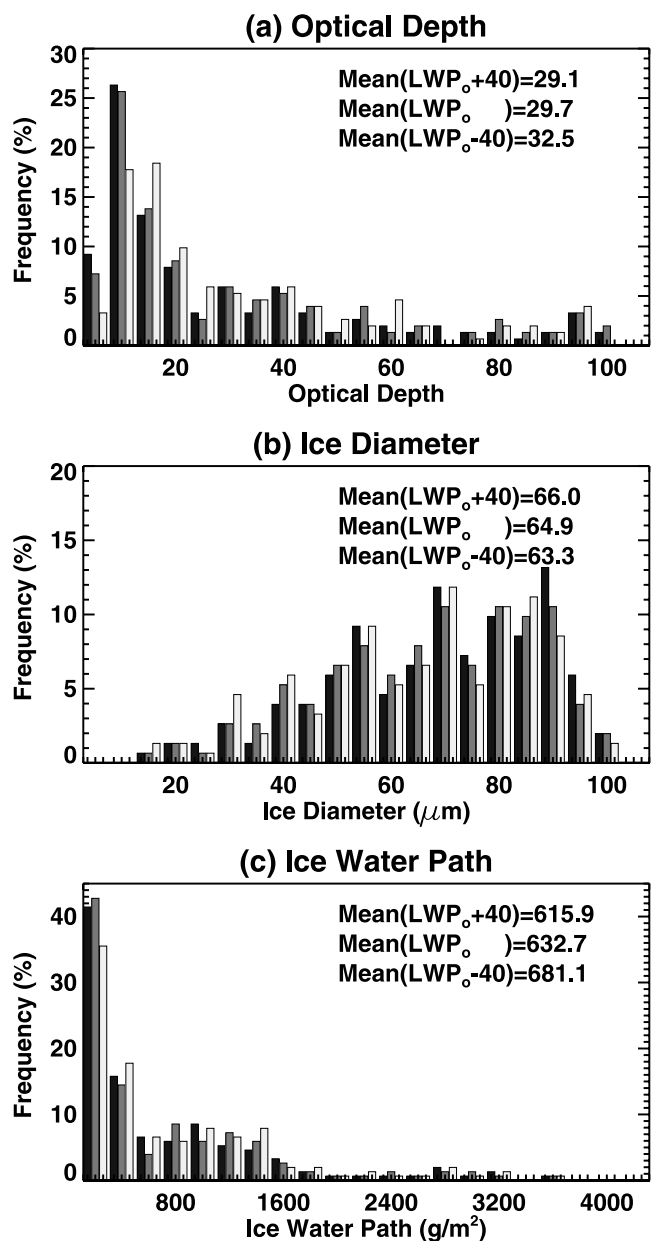 (a) Optical Depth
30
25
20
15
10
5
0
Frequency (%)
Mean(LWPₒ+40)=29.1
Mean(LWPₒ )=29.7
Mean(LWPₒ-40)=32.5
20 40 60 80 100
Optical Depth
(b) Ice Diameter
20
15
10
5
0
Frequency (%)
Mean(LWPₒ+40)=66.0
Mean(LWPₒ )=64.9
Mean(LWPₒ-40)=63.3
20 40 60 80 100
Ice Diameter (μm)
(c) Ice Water Path
40
30
20
10
0
Frequency (%)
Mean(LWPₒ+40)=615.9
Mean(LWPₒ )=632.7
Mean(LWPₒ-40)=681.1
800 1600 2400 3200 4000
Ice Water Path (g/m²)